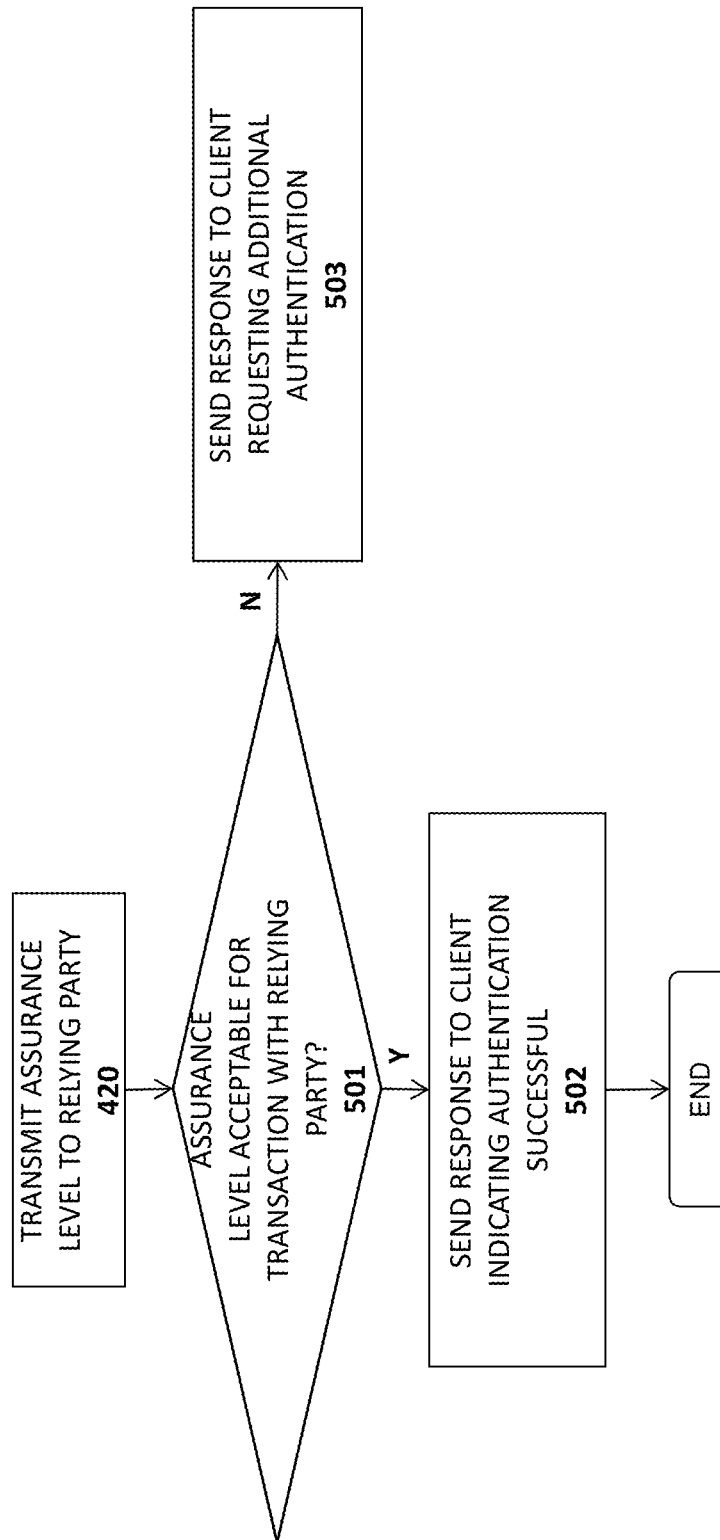 TRANSMIT ASSURANCE
LEVEL TO RELYING PARTY
420
ASSURANCE
LEVEL ACCEPTABLE FOR
TRANSACTION WITH RELYING
PARTY?
501
N
SEND RESPONSE TO CLIENT
REQUESTING ADDITIONAL
AUTHENTICATION
503
Y
SEND RESPONSE TO CLIENT
INDICATING AUTHENTICATION
SUCCESSFUL
502
END